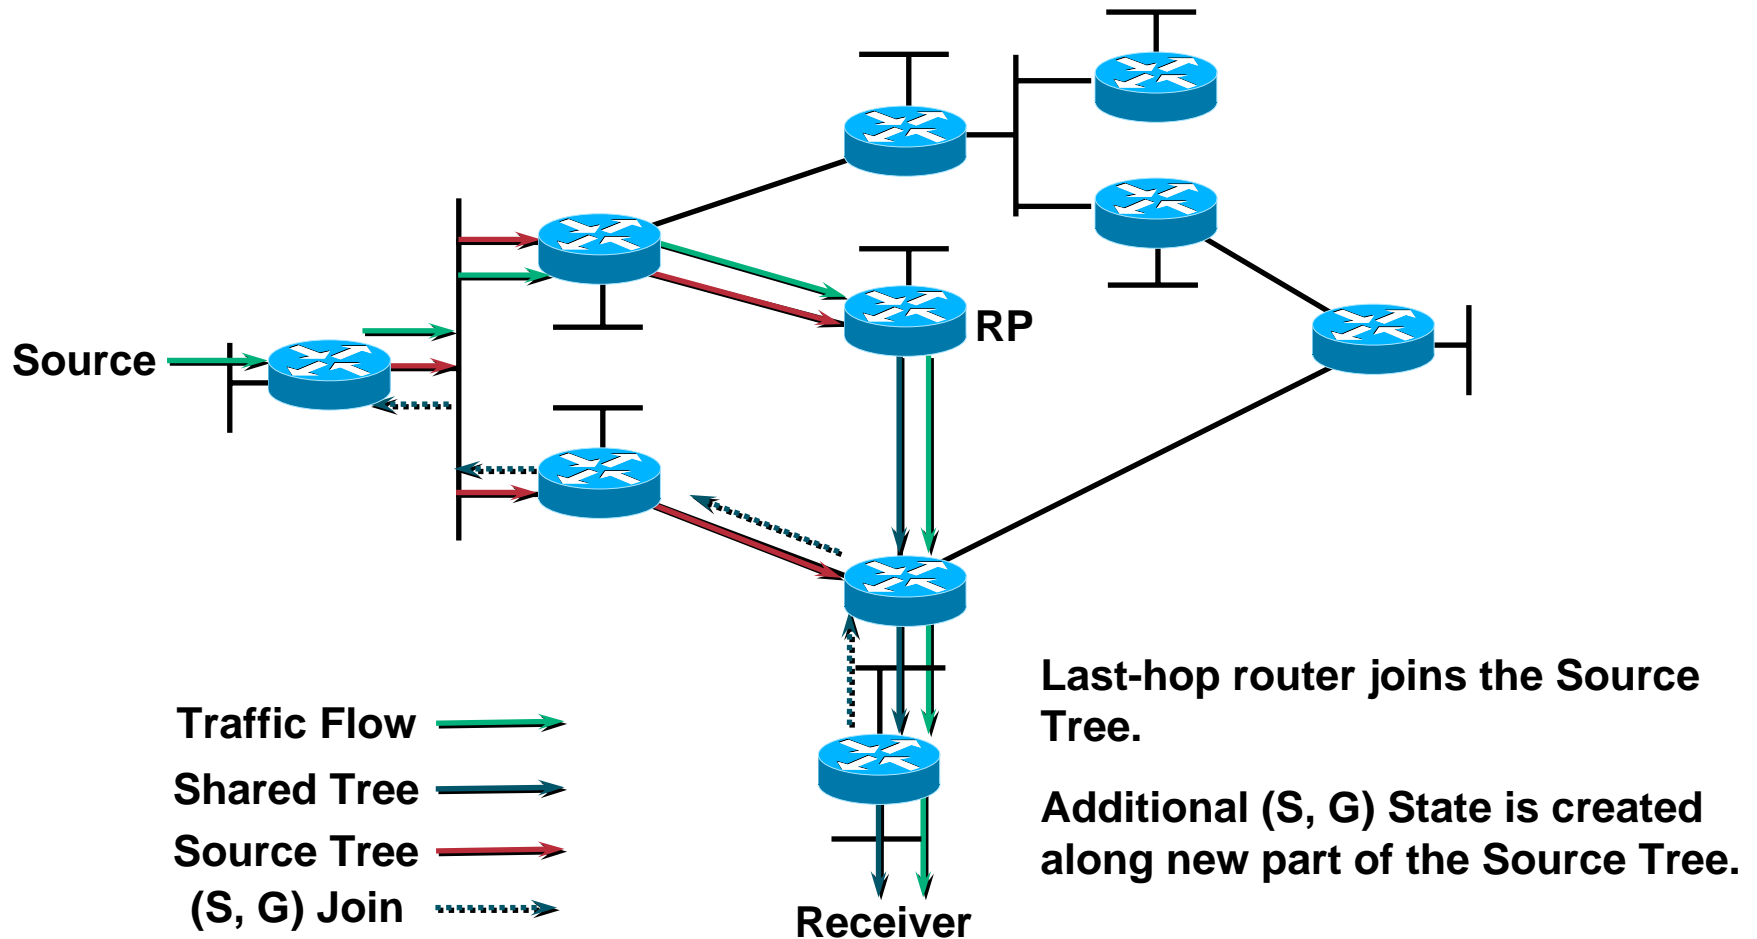 RP
Source
Last-hop router joins the Source
Tree.
Traffic Flow
Shared Tree
Additional (S, G) State is created
along new part of the Source Tree.
Source Tree
(S, G) Join
Receiver